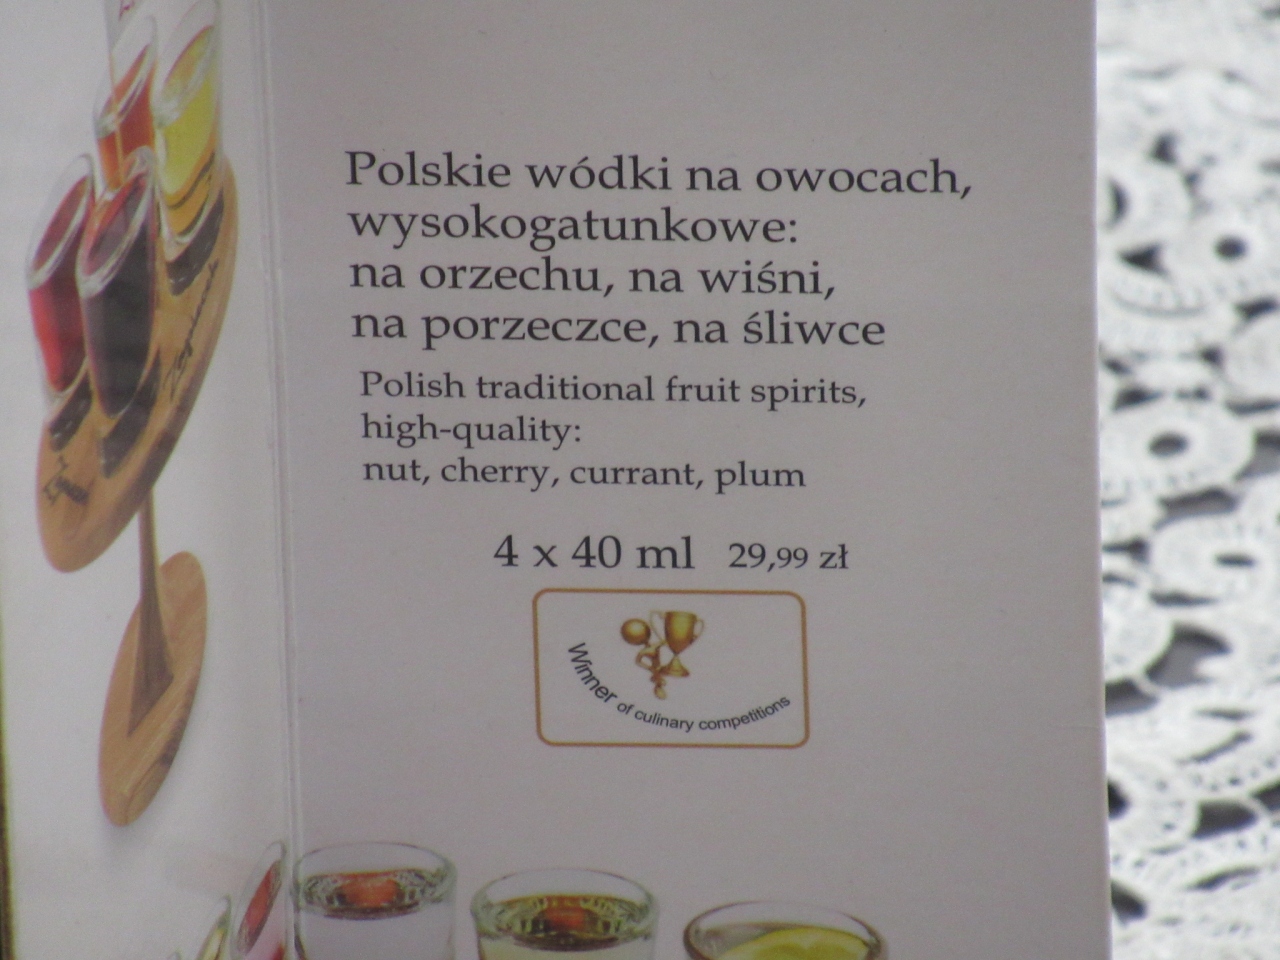 Polskie wódki na owocach,
wysokogatunkowe:
na orzechu, na wiśni,
na porzeczce, na śliwce
Polish traditional fruit spirits,
high-quality:
nut, cherry, currant, plum
4 x 40 ml 29,99 zł
Winner of culinary competitions